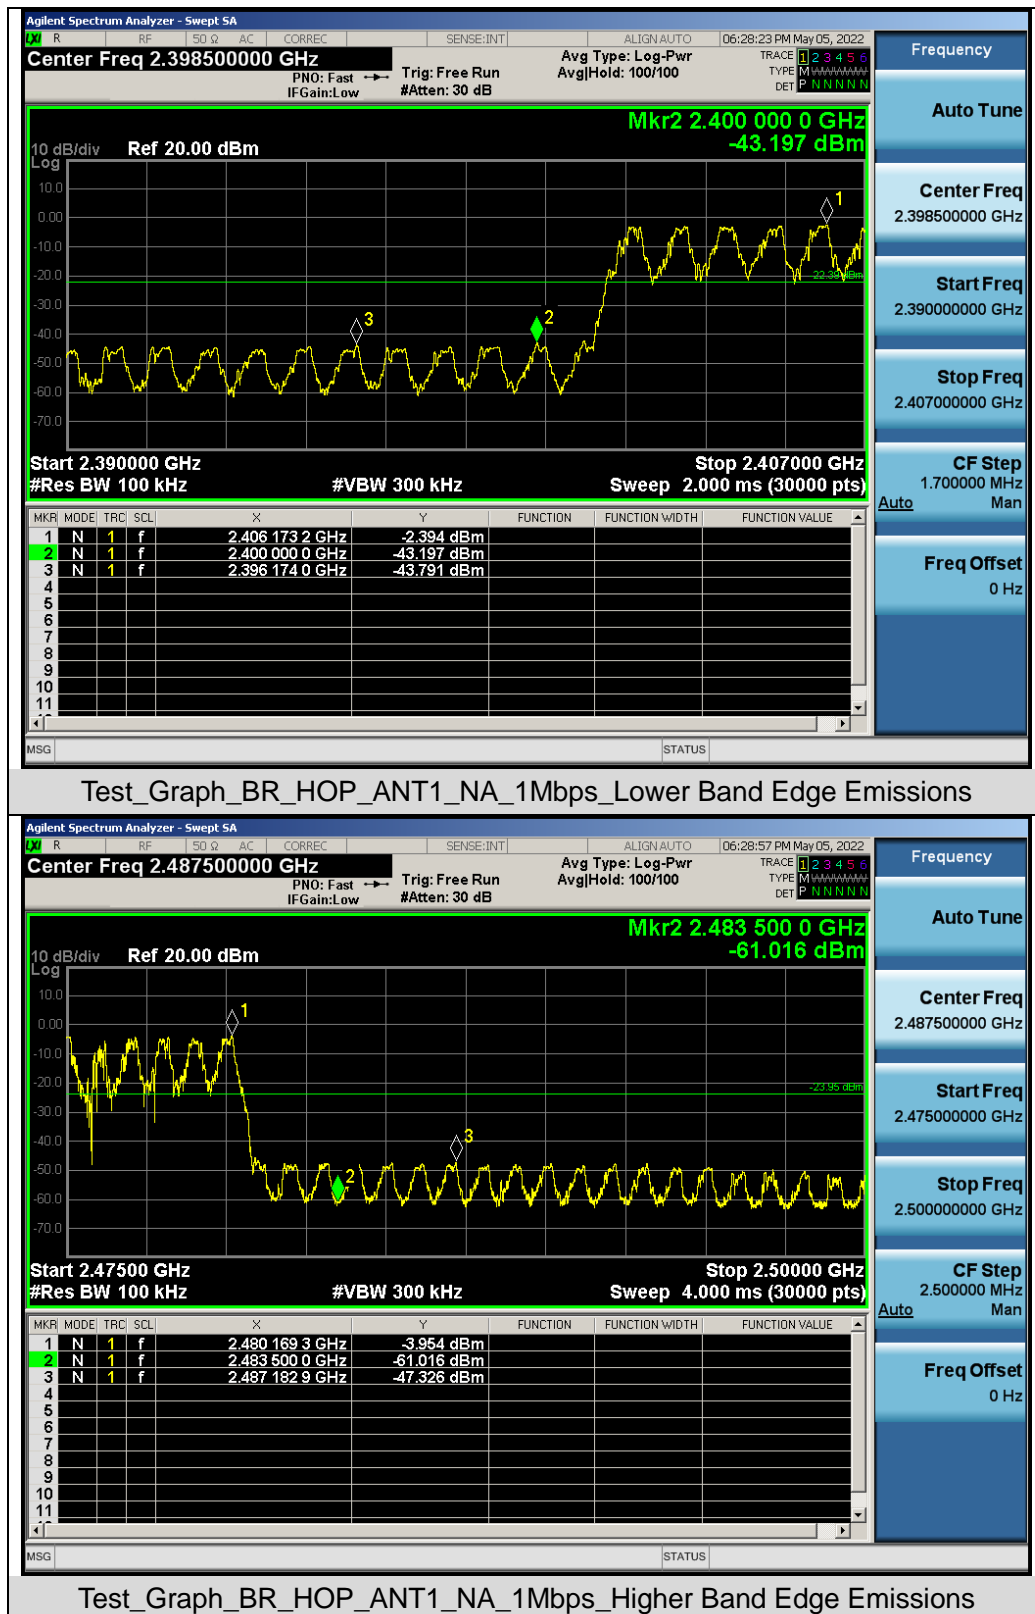 Agilent Spectrum Analyzer - Swept SA
LXI R RF 50 Ω AC CORREC SENSE:INT ALIGN AUTO 06:28:23 PM May 05, 2022
Center Freq 2.398500000 GHz
PNO: Fast
IFGain:Low
Trig: Free Run
#Atten: 30 dB
Avg Type: Log-Pwr
Avg|Hold: 100/100
TRACE 1 2 3 4 5 6
TYPE M WWWWW
DET P N N N N N
Mkr2 2.400 000 0 GHz
-43.197 dBm
10 dB/div
Log
Ref 20.00 dBm
10.0
0.00
-10.0
-20.0
-30.0
-40.0
-50.0
-60.0
-70.0
1
2
3
-22.39 dBm
Start 2.390000 GHz
#Res BW 100 kHz
#VBW 300 kHz
Stop 2.407000 GHz
Sweep 2.000 ms (30000 pts)
MKR MODE TRC SCL X Y FUNCTION FUNCTION WIDTH FUNCTION VALUE
1 N 1 f 2.406 173 2 GHz -2.394 dBm
2 N 1 f 2.400 000 0 GHz -43.197 dBm
3 N 1 f 2.396 174 0 GHz -43.791 dBm
4
5
6
7
8
9
10
11
MSG STATUS
Frequency
Auto Tune
Center Freq
2.398500000 GHz
Start Freq
2.390000000 GHz
Stop Freq
2.407000000 GHz
CF Step
1.700000 MHz
Auto Man
Freq Offset
0 Hz
Test_Graph_BR_HOP_ANT1_NA_1Mbps_Lower Band Edge Emissions
Agilent Spectrum Analyzer - Swept SA
LXI R RF 50 Ω AC CORREC SENSE:INT ALIGN AUTO 06:28:57 PM May 05, 2022
Center Freq 2.487500000 GHz
PNO: Fast
IFGain:Low
Trig: Free Run
#Atten: 30 dB
Avg Type: Log-Pwr
Avg|Hold: 100/100
TRACE 1 2 3 4 5 6
TYPE M WWWWW
DET P N N N N N
Mkr2 2.483 500 0 GHz
-61.016 dBm
10 dB/div
Log
Ref 20.00 dBm
10.0
0.00
-10.0
-20.0
-30.0
-40.0
-50.0
-60.0
-70.0
1
2
3
-23.95 dBm
Start 2.47500 GHz
#Res BW 100 kHz
#VBW 300 kHz
Stop 2.50000 GHz
Sweep 4.000 ms (30000 pts)
MKR MODE TRC SCL X Y FUNCTION FUNCTION WIDTH FUNCTION VALUE
1 N 1 f 2.480 169 3 GHz -3.954 dBm
2 N 1 f 2.483 500 0 GHz -61.016 dBm
3 N 1 f 2.487 182 9 GHz -47.326 dBm
4
5
6
7
8
9
10
11
MSG STATUS
Frequency
Auto Tune
Center Freq
2.487500000 GHz
Start Freq
2.475000000 GHz
Stop Freq
2.500000000 GHz
CF Step
2.500000 MHz
Auto Man
Freq Offset
0 Hz
Test_Graph_BR_HOP_ANT1_NA_1Mbps_Higher Band Edge Emissions